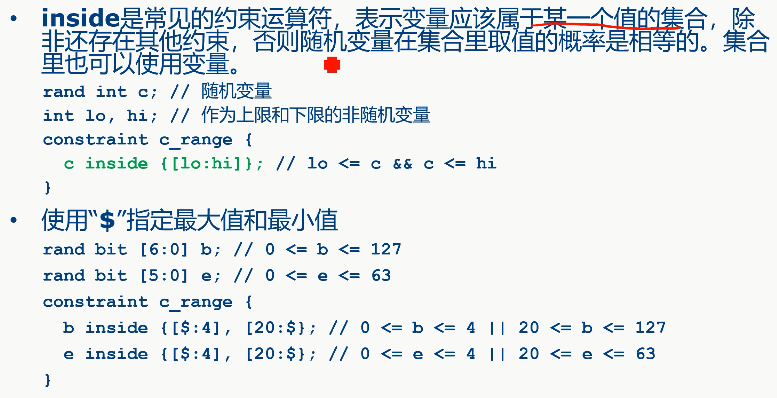 • inside是常见的约束运算符，表示变量应该属于某一个值的集合，除
非还存在其他约束，否则随机变量在集合里取值的概率是相等的。集合
里也可以使用变量。
rand int c; // 随机变量
int lo, hi; // 作为上限和下限的非随机变量
constraint c_range {
c inside {[lo:hi]}; // lo <= c && c <= hi
}
• 使用“$”指定最大值和最小值
rand bit [6:0] b; // 0 <= b <= 127
rand bit [5:0] e; // 0 <= e <= 63
constraint c_range {
b inside {[$:4], [20:$}; // 0 <= b <= 4 || 20 <= b <= 127
e inside {[$:4], [20:$}; // 0 <= e <= 4 || 20 <= e <= 63
}